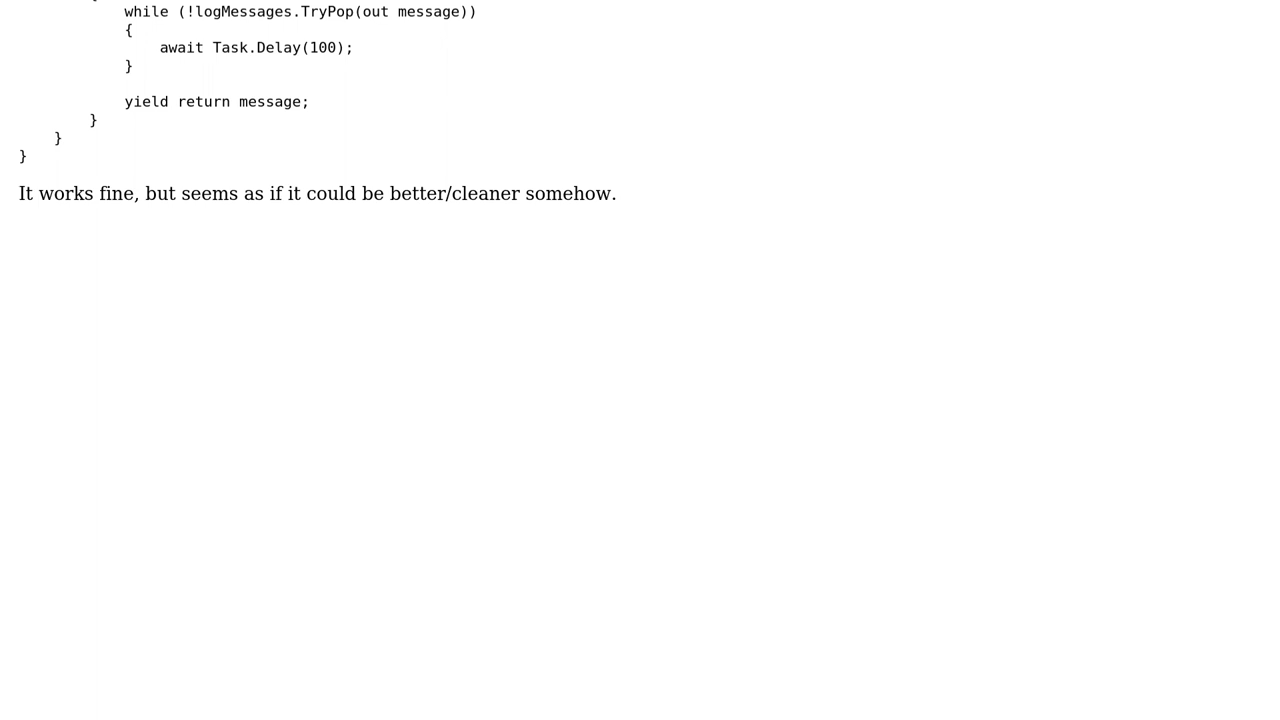 while (!logMessages.TryPop(out message))
{
await Task.Delay(100);
}
yield return message;
}
}
}
It works fine, but seems as if it could be better/cleaner somehow.